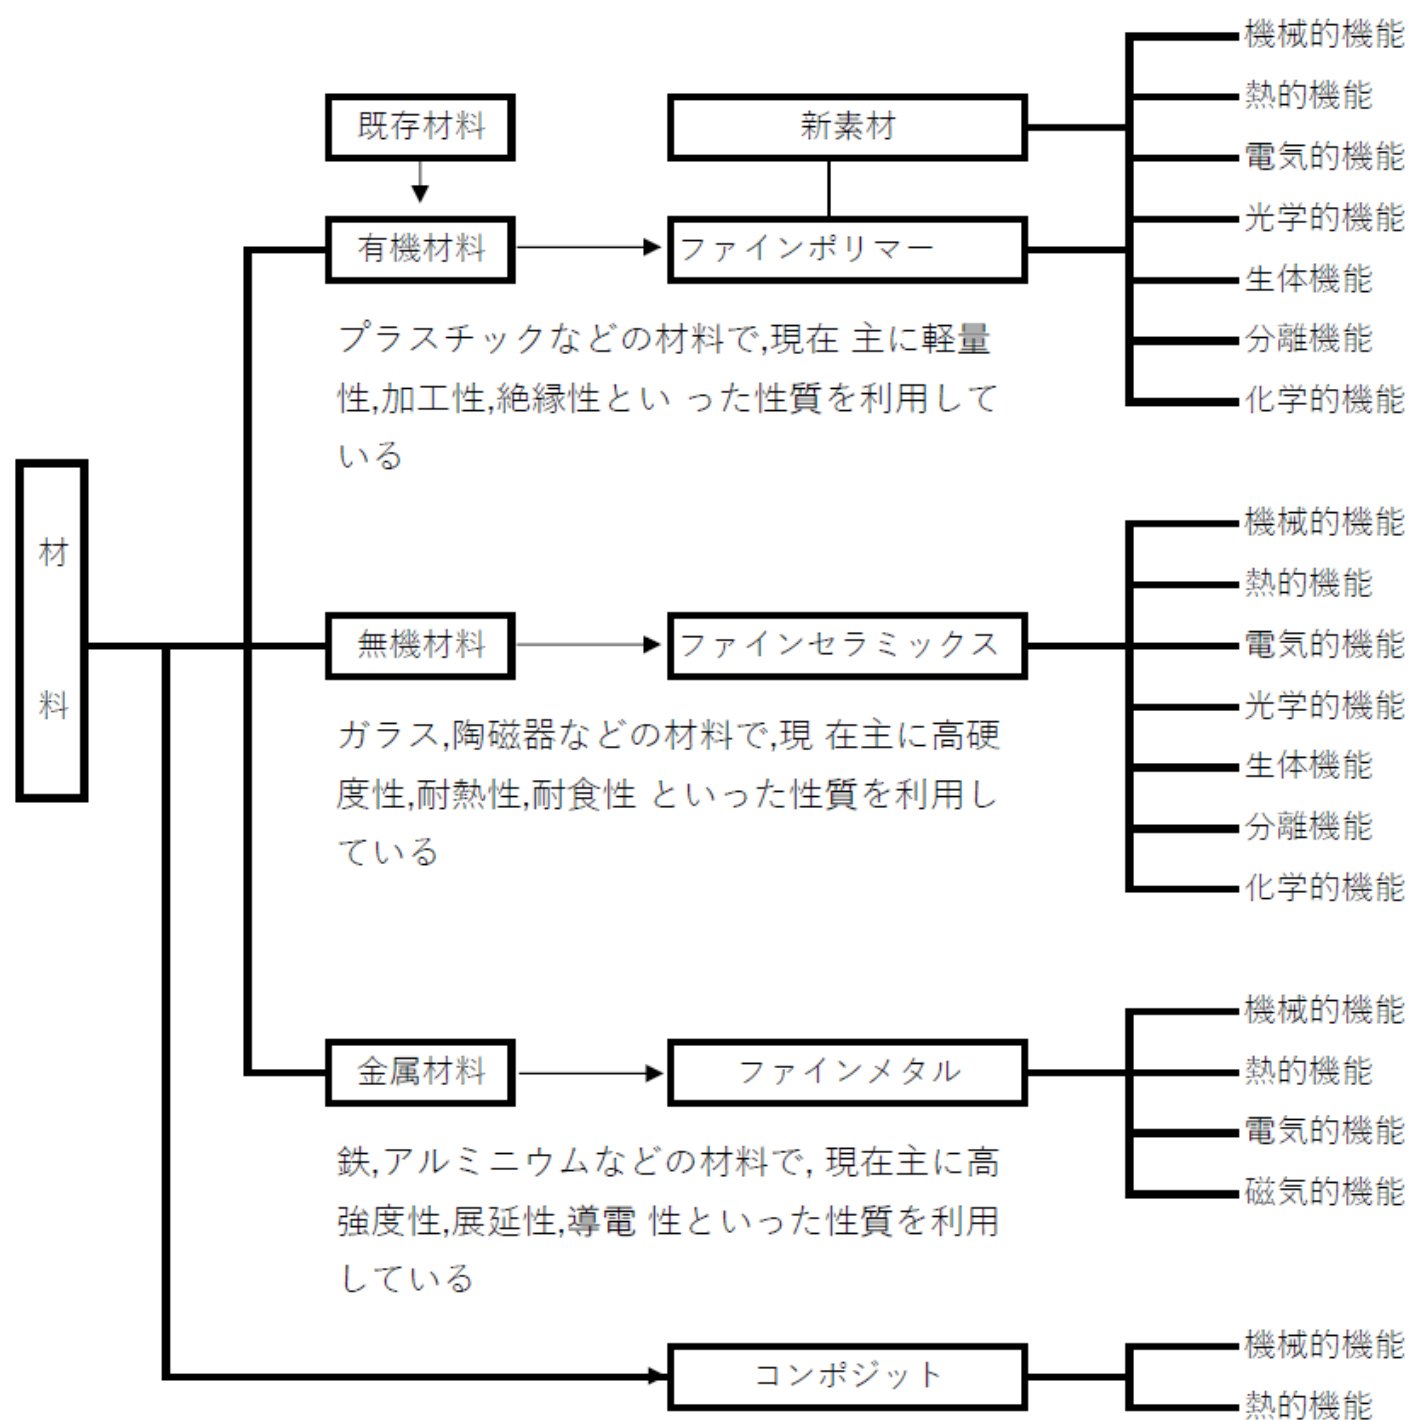 既存材料
新素材
機械的機能
熱的機能
電気的機能
光学的機能
生体機能
分離機能
化学的機能
有機材料
ファインポリマー
プラスチックなどの材料で,現在 主に軽量
性,加工性,絶縁性とい った性質を利用して
いる
材
料
無機材料
ファインセラミックス
機械的機能
熱的機能
電気的機能
光学的機能
生体機能
分離機能
化学的機能
ガラス,陶磁器などの材料で,現 在主に高硬
度性,耐熱性,耐食性 といった性質を利用し
ている
金属材料
ファインメタル
機械的機能
熱的機能
電気的機能
磁気的機能
鉄,アルミニウムなどの材料で, 現在主に高
強度性,展延性,導電 性といった性質を利用
している
コンポジット
機械的機能
熱的機能